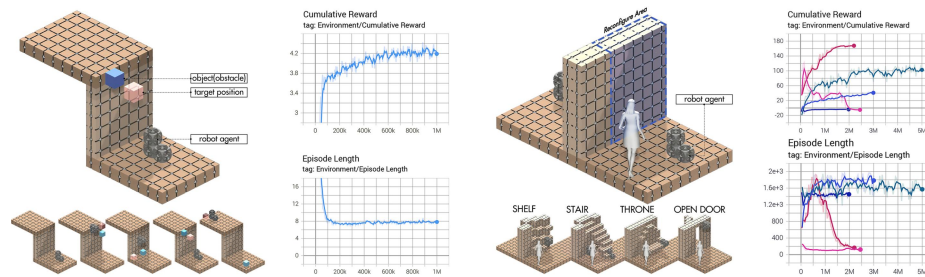 object(obstacle)
target position
robot agent
Cumulative Reward
tag: Environment/Cumulative Reward
4.2
3.8
3.4
3
0
200k
400k
600k
800k
1M
Episode Length
tag: Environment/Episode Length
16
12
8
4
0
0
200k
400k
600k
800k
1M
Reconfigure Area
robot agent
SHELF
STAIR
THRONE
OPEN DOOR
Cumulative Reward
tag: Environment/Cumulative Reward
180
140
100
60
20
-20
0
1M
2M
3M
4M
5M
Episode Length
tag: Environment/Episode Length
2e+3
1.6e+3
1.2e+3
800
400
0
0
1M
2M
3M
4M
5M